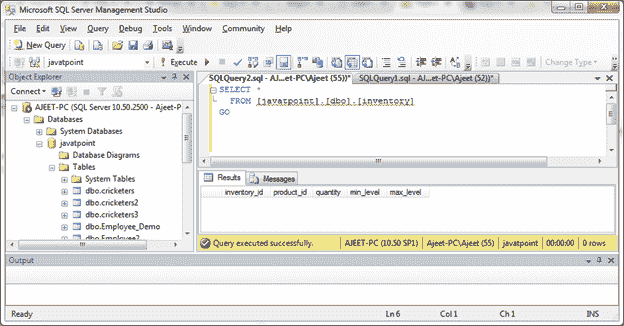 Microsoft SQL Server Management Studio
File Edit View Query Debug Tools Window Community Help
New Query
javatpoint Execute Change Type
Object Explorer
Connect
AJEET-PC (SQL Server 10.50.2500 - Ajeet-P
Databases
System Databases
javatpoint
Database Diagrams
Tables
System Tables
dbo.cricketers
dbo.cricketers2
dbo.cricketers3
dbo.Employee_Demo
dbo.Employee2
SQLQuery2.sql - AJ...et-PC\Ajeet (55))* SQLQuery1.sql - AJ...et-PC\Ajeet (52))*
SELECT *
FROM [javatpoint].[dbo].[inventory]
GO
Results Messages
inventory_id product_id quantity min_level max_level
Query executed successfully. AJEET-PC (10.50 SP1) Ajeet-PC\Ajeet (55) javatpoint 00:00:00 0 rows
Output
Ready Ln 6 Col 1 Ch 1 INS